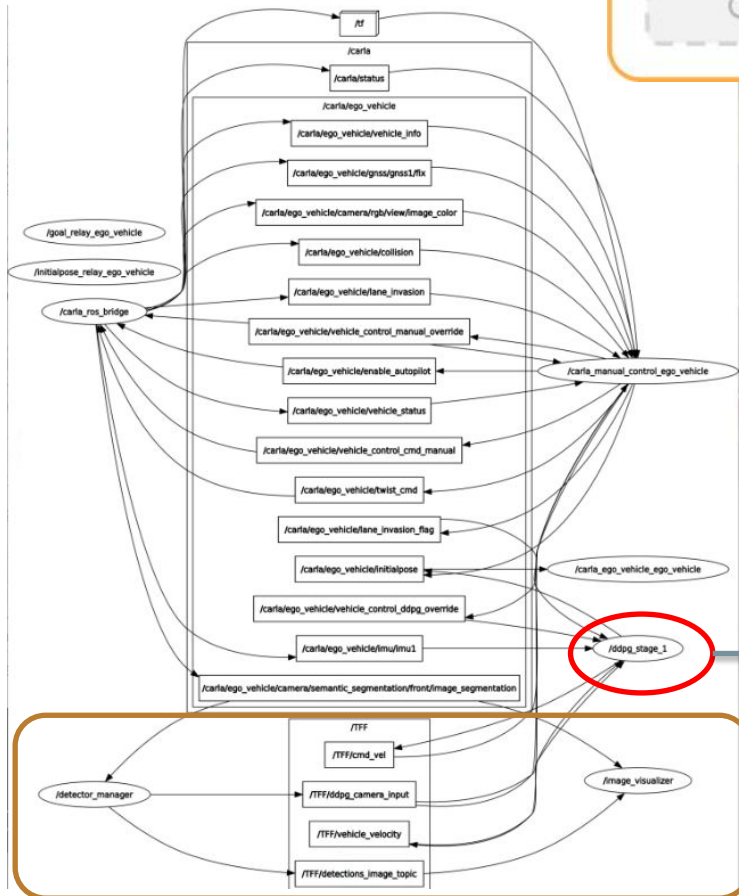 /tf
/carla
/carla/status
/carla/ego_vehicle
/carla/ego_vehicle/vehicle_info
/carla/ego_vehicle/gnss/gnss1/fix
/carla/ego_vehicle/camera/rgb/view/image_color
/goal_relay_ego_vehicle
/carla/ego_vehicle/collision
/initialpose_relay_ego_vehicle
/carla/ego_vehicle/lane_invasion
/carla_ros_bridge
/carla/ego_vehicle/vehicle_control_manual_override
/carla/ego_vehicle/enable_autopilot
/carla_manual_control_ego_vehicle
/carla/ego_vehicle/vehicle_status
/carla/ego_vehicle/vehicle_control_cmd_manual
/carla/ego_vehicle/twist_cmd
/carla/ego_vehicle/lane_invasion_flag
/carla/ego_vehicle/initialpose
/carla_ego_vehicle_ego_vehicle
/carla/ego_vehicle/vehicle_control_ddpg_override
/carla/ego_vehicle/imu/imu1
/ddpg_stage_1
/carla/ego_vehicle/camera/semantic_segmentation/front/image_segmentation
/TFF
/TFF/cmd_vel
/image_visualizer
/detector_manager
/TFF/ddpg_camera_input
/TFF/vehicle_velocity
/TFF/detections_image_topic